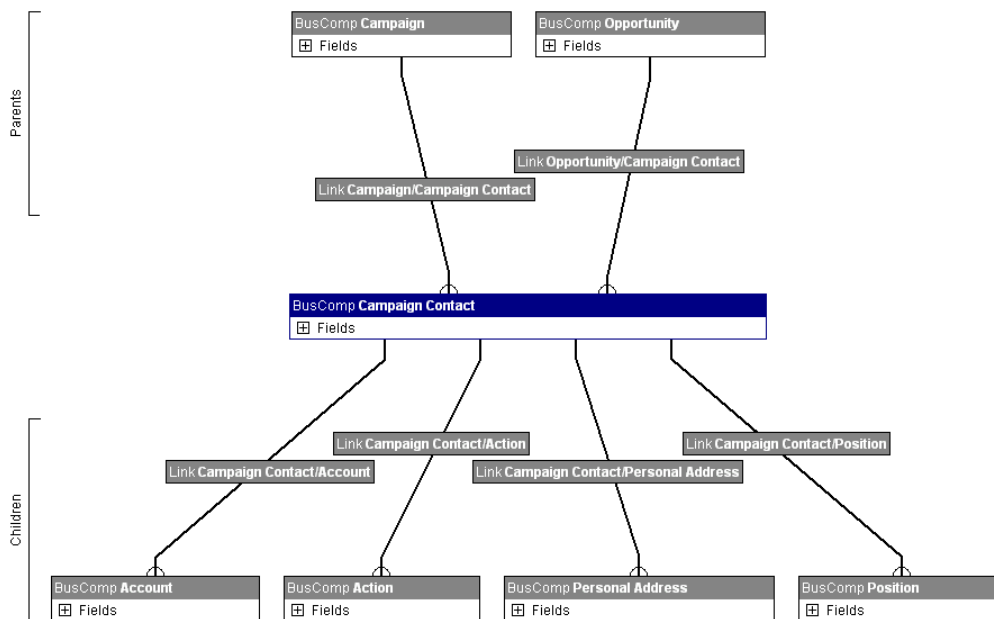 BusComp Campaign
Fields
BusComp Opportunity
Fields
Parents
Link Opportunity/Campaign Contact
Link Campaign/Campaign Contact
BusComp Campaign Contact
Fields
Link Campaign Contact/Action
Link Campaign Contact/Position
Link Campaign Contact/Account
Link Campaign Contact/Personal Address
Children
BusComp Account
Fields
BusComp Action
Fields
BusComp Personal Address
Fields
BusComp Position
Fields